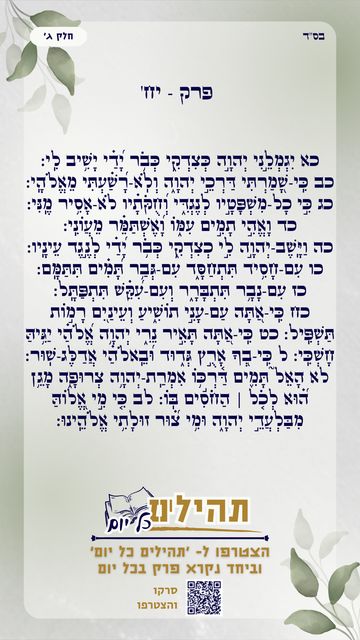 בס״ד
חלק ג׳
פרק - יח׳
כא יִגְמְלֵנִי יְהוָה כְּצִדְקִי כְּבֹר יָדַי יָשִׁיב לִי:
כב כִּי-שָׁמַרְתִּי דַּרְכֵי יְהוָה וְלֹא-רָשַׁעְתִּי מֵאֱלֹהָי:
כג כִּי כָל-מִשְׁפָּטָיו לְנֶגְדִּי וְחֻקֹּתָיו לֹא-אָסִיר מֶנִּי:
כד וָאֱהִי תָמִים עִמּוֹ וָאֶשְׁתַּמֵּר מֵעֲוֺנִי:
כה וַיָּשֶׁב-יְהוָה לִי כְצִדְקִי כְּבֹר יָדַי לְנֶגֶד עֵינָיו:
כו עִם-חָסִיד תִּתְחַסָּד עִם-גְּבַר תָּמִים תִּתַּמָּם:
כז עִם-נָבָר תִּתְבָּרָר וְעִם-עִקֵּשׁ תִּתְפַּתָּל:
כח כִּי-אַתָּה עַם-עָנִי תוֹשִׁיעַ וְעֵינַיִם רָמוֹת
תַּשְׁפִּיל: כט כִּי-אַתָּה תָּאִיר נֵרִי יְהוָה אֱלֹהַי יַגִּיהַּ
חָשְׁכִּי: ל כִּי-בְךָ אָרֻץ גְּדוּד וּבֵאלֹהַי אֲדַלֶּג-שׁוּר:
לא הָאֵל תָּמִים דַּרְכּוֹ אִמְרַת-יְהוָה צְרוּפָה מָגֵן
הוּא לְכֹל | הַחֹסִים בּוֹ: לב כִּי מִי אֱלוֹהַּ
מִבַּלְעֲדֵי יְהוָה וּמִי צוּר זוּלָתִי אֱלֹהֵינוּ:
תהילים
כל יום
הצטרפו ל- ׳תהילים כל יום׳
וביחד נקרא פרק בכל יום
סרקו
והצטרפו